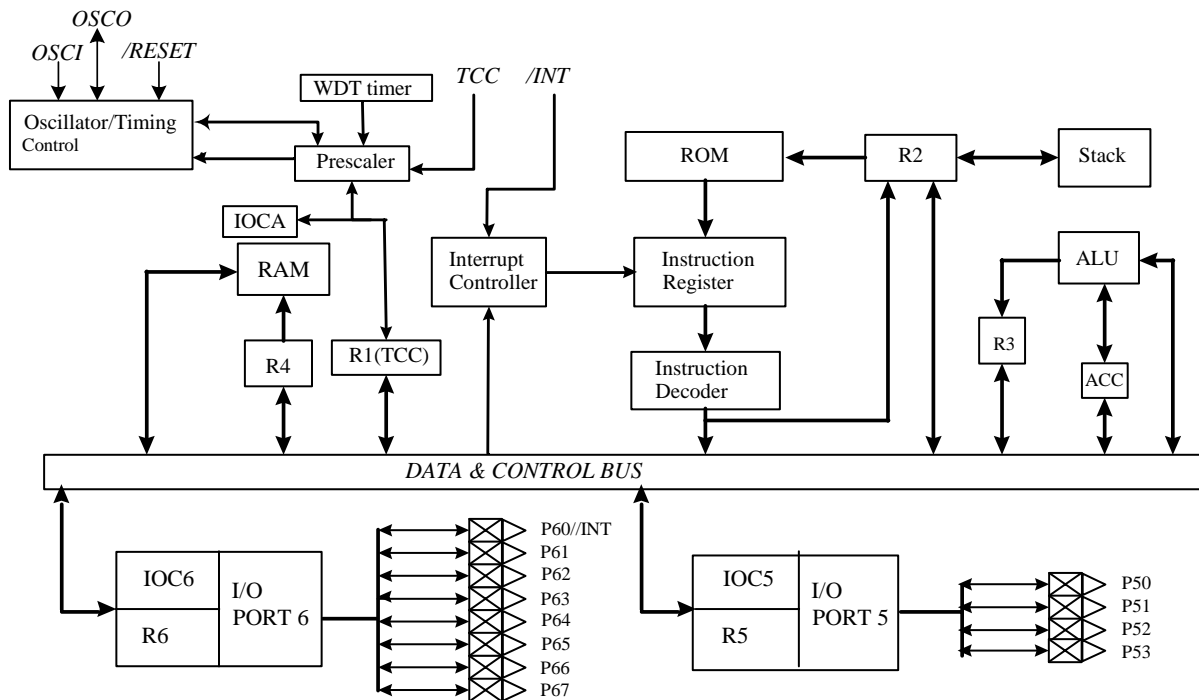 OSCO
OSCI
/RESET
TCC
/INT
WDT timer
Oscillator/Timing
Control
Prescaler
ROM
R2
Stack
IOCA
RAM
Interrupt
Controller
Instruction
Register
ALU
R4
R1(TCC)
R3
Instruction
Decoder
ACC
DATA & CONTROL BUS
IOC6
R6
I/O
PORT 6
P60//INT
P61
P62
P63
P64
P65
P66
P67
IOC5
R5
I/O
PORT 5
P50
P51
P52
P53